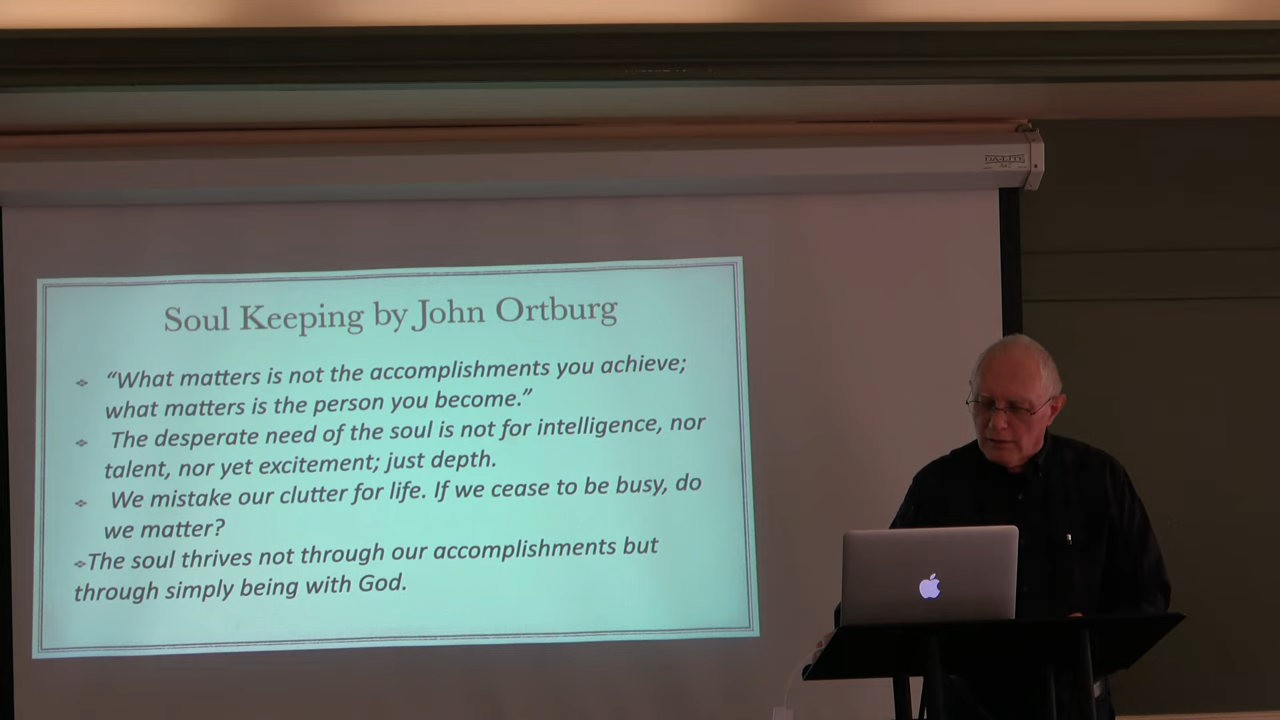 DA-LITE
Soul Keeping by John Ortburg
“What matters is not the accomplishments you achieve;
what matters is the person you become.”
The desperate need of the soul is not for intelligence, nor
talent, nor yet excitement; just depth.
We mistake our clutter for life. If we cease to be busy, do
we matter?
The soul thrives not through our accomplishments but
through simply being with God.